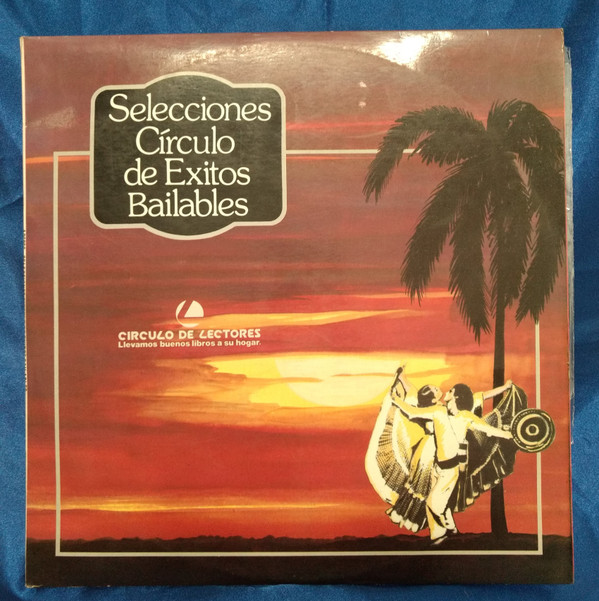 Selecciones
Círculo
de Exitos
Bailables
CIRCULO DE LECTORES
Llevamos buenos libros a su hogar.